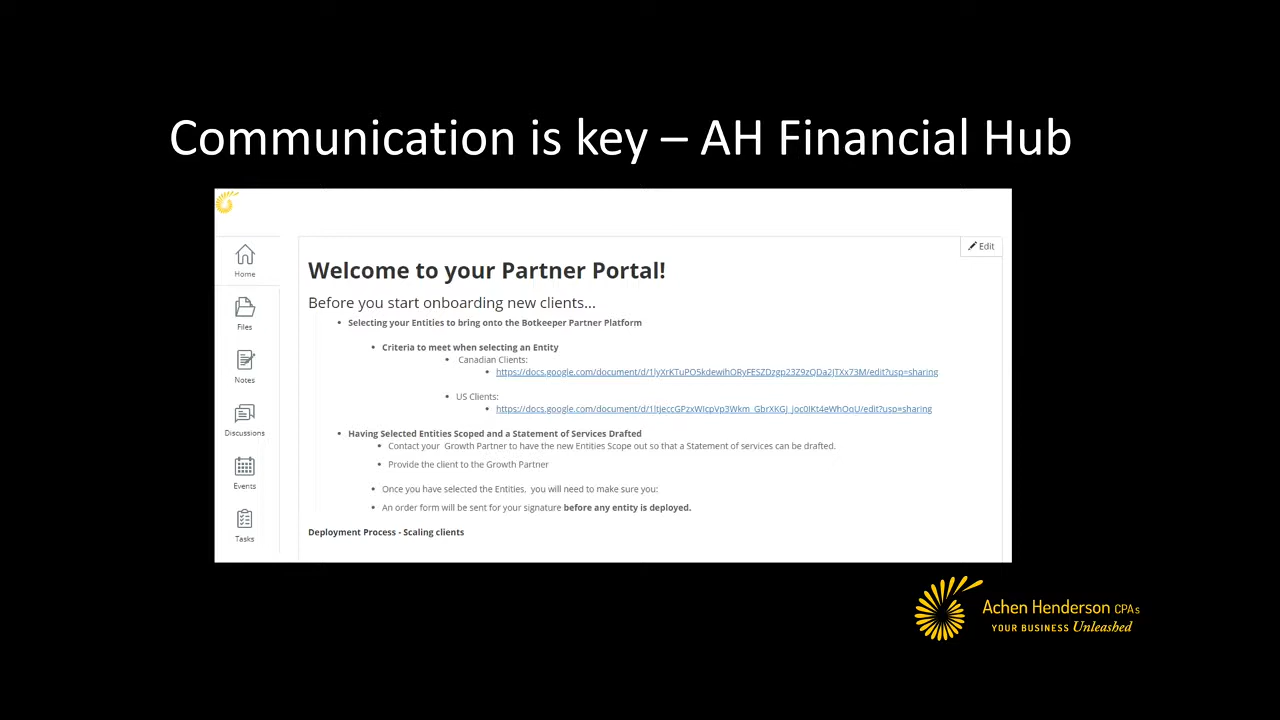 Communication is key – AH Financial Hub
Edit
Home
Files
Notes
Discussions
Events
Tasks
Welcome to your Partner Portal!
Before you start onboarding new clients...
• Selecting your Entities to bring onto the Botkeeper Partner Platform
• Criteria to meet when selecting an Entity
• Canadian Clients:
• US Clients:
• Having Selected Entities Scoped and a Statement of Services Drafted
• Contact your Growth Partner to have the new Entities Scope out so that a Statement of services can be drafted.
• Provide the client to the Growth Partner
• Once you have selected the Entities, you will need to make sure you:
• An order form will be sent for your signature before any entity is deployed.
Deployment Process - Scaling clients
Achen Henderson CPAs
YOUR BUSINESS Unleashed